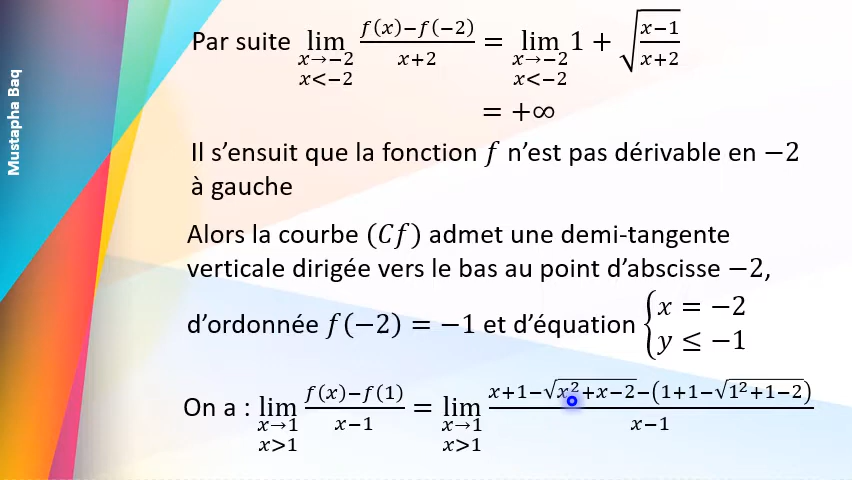 Mustapha Baq
Par suite lim_{x→−2, x<−2} (f(x)−f(−2))/(x+2) = lim_{x→−2, x<−2} 1 + √((x−1)/(x+2))
= +∞
Il s’ensuit que la fonction f n’est pas dérivable en −2
à gauche
Alors la courbe (Cf) admet une demi-tangente
verticale dirigée vers le bas au point d’abscisse −2,
d’ordonnée f(−2) = −1 et d’équation {x = −2, y ≤ −1
On a : lim_{x→1, x>1} (f(x)−f(1))/(x−1) = lim_{x→1, x>1} (x+1−√(x²+x−2)−(1+1−√(1²+1−2)))/(x−1)